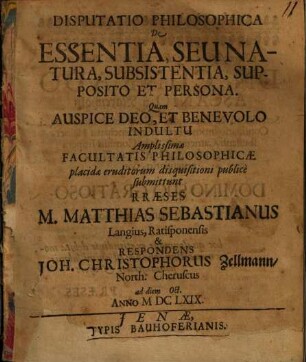 11
DISPUTATIO PHILOSOPHICA
De
ESSENTIA, SEU NA-
TURA, SUBSISTENTIA, SUP-
POSITO ET PERSONA.
Quam
AUSPICE DEO, ET BENEVOLO
INDULTU
Amplissimæ
FACULTATIS PHILOSOPHICÆ
placidæ eruditorum disquisitioni publicè
submittunt
RRÆSES
M. MATTHIAS SEBASTIANUS
Langius, Ratisponensis
&
RESPONDENS
JOH. CHRISTOPHORUS Zellmann/
North: Cheruscus
ad diem Oct.
ANNO M DC LXIX.
JENÆ,
TYPIS BAUHOFERIANIS.